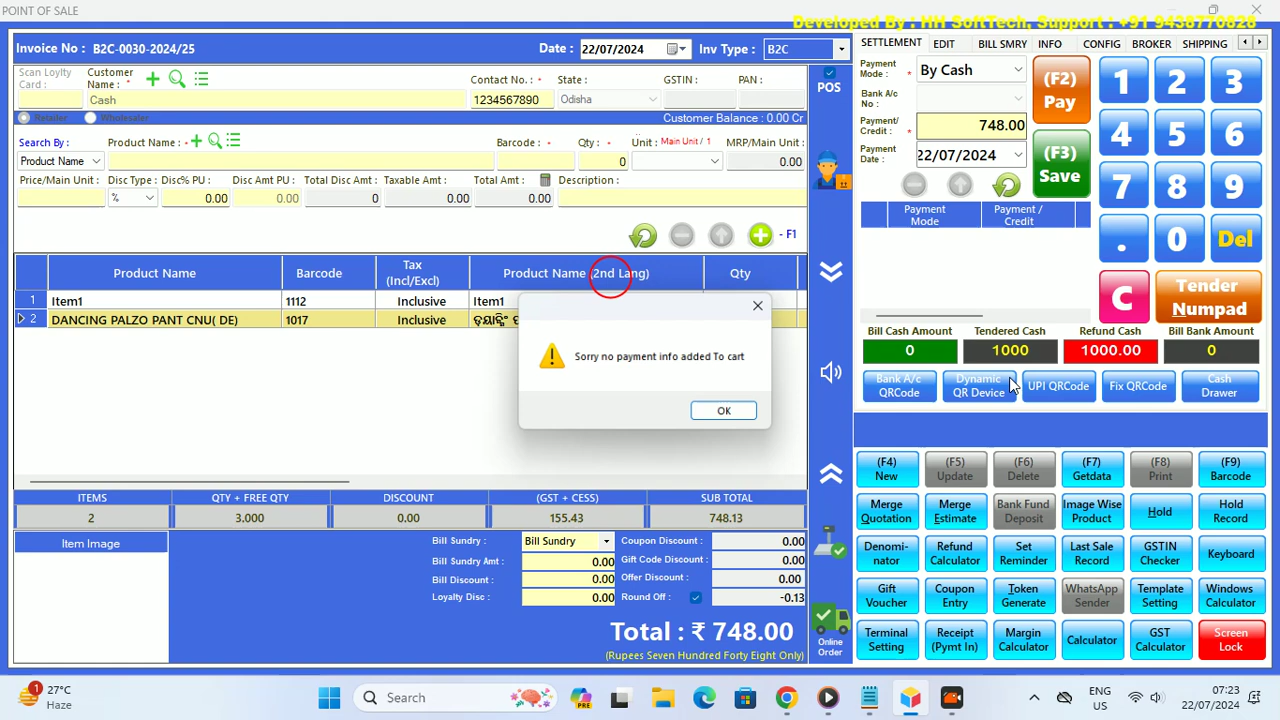 POINT OF SALE
Developed By : HH SoftTech, Support : +91 9438770828
Invoice No : B2C-0030-2024/25
Date : 22/07/2024
Inv Type : B2C
Scan Loylty Card :
Customer Name : *
Contact No. : *
State :
GSTIN :
PAN :
Cash
1234567890
Odisha
POS
Retailer
Wholesaler
Customer Balance : 0.00 Cr
Search By :
Product Name : *
Barcode : *
Qty : *
Unit : Main Unit / 1
MRP/Main Unit :
Product Name
0
0.00
Price/Main Unit :
Disc Type :
Disc% PU :
Disc Amt PU :
Total Disc Amt :
Taxable Amt :
Total Amt :
Description :
%
0.00
0.00
0
0.00
0.00
- F1
Product Name
Barcode
Tax (Incl/Excl)
Product Name (2nd Lang)
Qty
1 Item1 1112 Inclusive Item1
2 DANCING PALZO PANT CNU( DE) 1017 Inclusive
Sorry no payment info added To cart
OK
ITEMS
QTY + FREE QTY
DISCOUNT
(GST + CESS)
SUB TOTAL
2
3.000
0.00
155.43
748.13
Item Image
Bill Sundry : Bill Sundry
Coupon Discount : 0.00
Bill Sundry Amt : 0.00
Gift Code Discount : 0.00
Bill Discount : 0.00
Offer Discount : 0.00
Loyalty Disc : 0.00
Round Off : -0.13
Total : ₹ 748.00
(Rupees Seven Hundred Forty Eight Only)
Online Order
SETTLEMENT
EDIT
BILL SMRY
INFO
CONFIG
BROKER
SHIPPING
Payment Mode : *
By Cash
Bank A/c No :
Payment/ Credit : *
748.00
Payment Date :
22/07/2024
(F2) Pay
(F3) Save
1 2 3
4 5 6
7 8 9
. 0 Del
C
Tender Numpad
Payment Mode
Payment / Credit
Bill Cash Amount
Tendered Cash
Refund Cash
Bill Bank Amount
0
1000
1000.00
0
Bank A/c QRCode
Dynamic QR Device
UPI QRCode
Fix QRCode
Cash Drawer
(F4) New
(F5) Update
(F6) Delete
(F7) Getdata
(F8) Print
(F9) Barcode
Merge Quotation
Merge Estimate
Bank Fund Deposit
Image Wise Product
Hold
Hold Record
Denomi-nator
Refund Calculator
Set Reminder
Last Sale Record
GSTIN Checker
Keyboard
Gift Voucher
Coupon Entry
Token Generate
WhatsApp Sender
Template Setting
Windows Calculator
Terminal Setting
Receipt (Pymt In)
Margin Calculator
Calculator
GST Calculator
Screen Lock
1
27°C
Haze
Search
PRE
ENG
US
07:23
22/07/2024